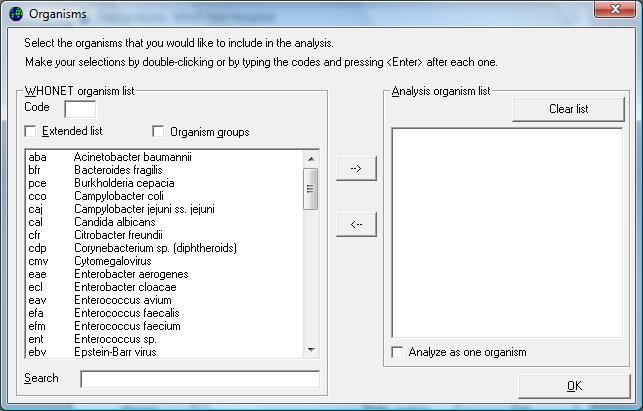 Organisms
Select the organisms that you would like to include in the analysis.
Make your selections by double-clicking or by typing the codes and pressing <Enter> after each one.
WHONET organism list
Code
Extended list
Organism groups
aba Acinetobacter baumannii
bfr Bacteroides fragilis
pce Burkholderia cepacia
cco Campylobacter coli
caj Campylobacter jejuni ss. jejuni
cal Candida albicans
cfr Citrobacter freundii
cdp Corynebacterium sp. (diphtheroids)
cmv Cytomegalovirus
eae Enterobacter aerogenes
ecl Enterobacter cloacae
eav Enterococcus avium
efa Enterococcus faecalis
efm Enterococcus faecium
ent Enterococcus sp.
ebv Epstein-Barr virus
Search
-->
<--
Analysis organism list
Clear list
Analyze as one organism
OK